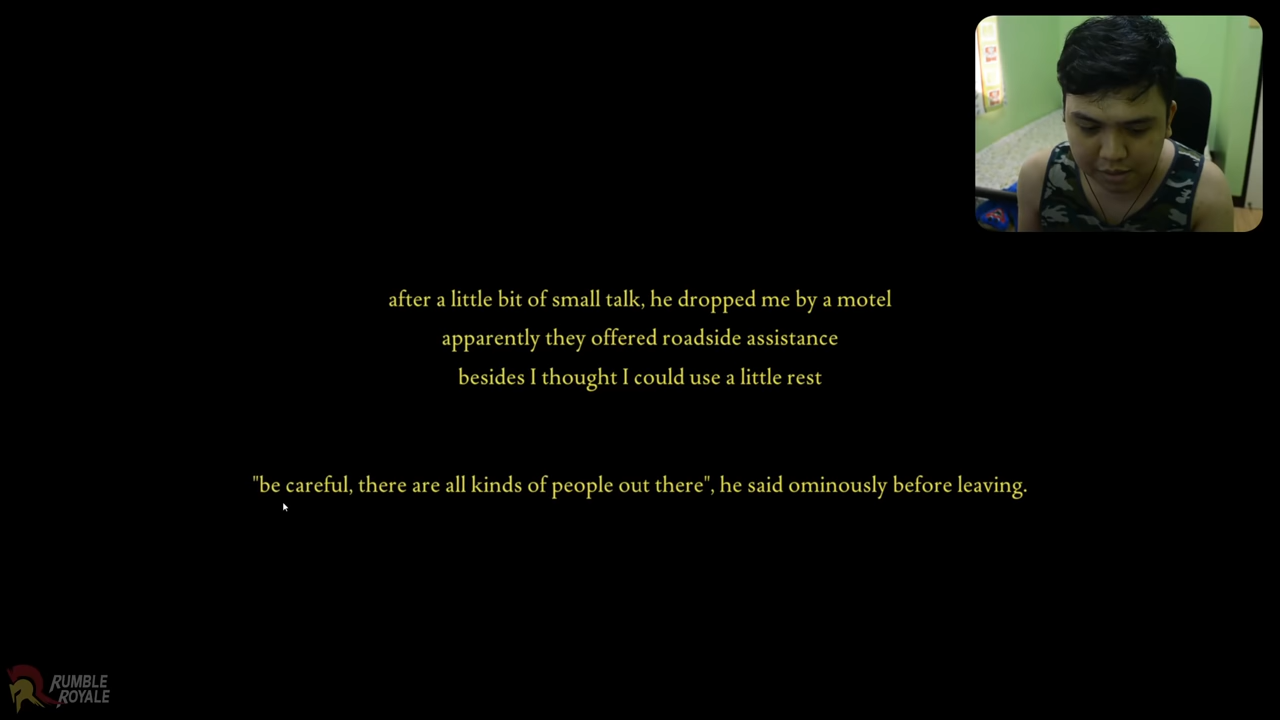 after a little bit of small talk, he dropped me by a motel
apparently they offered roadside assistance
besides I thought I could use a little rest
"be careful, there are all kinds of people out there", he said ominously before leaving.
RUMBLE
ROYALE